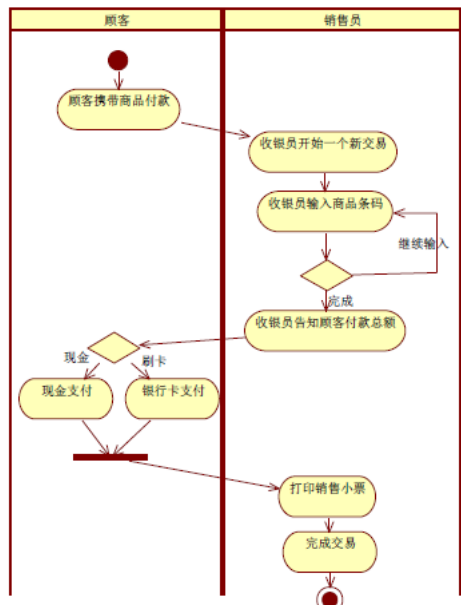 顾客
销售员
顾客携带商品付款
收银员开始一个新交易
收银员输入商品条码
继续输入
完成
收银员告知顾客付款总额
现金
刷卡
现金支付
银行卡支付
打印销售小票
完成交易